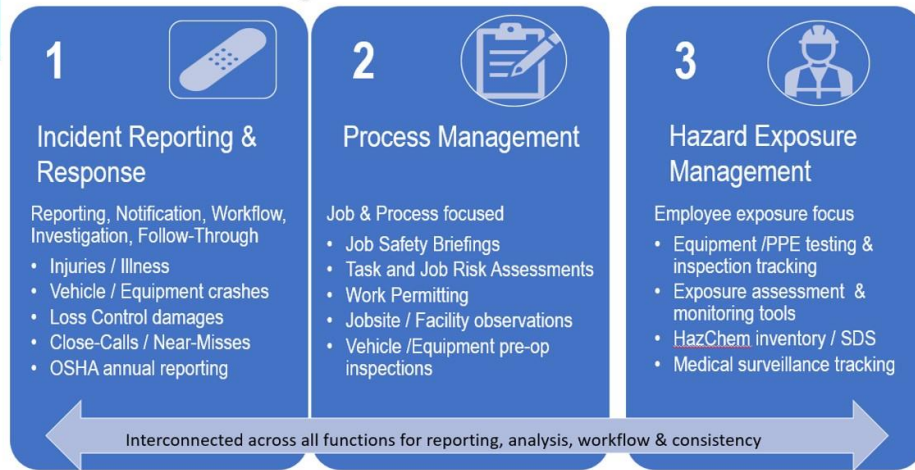 1
Incident Reporting &
Response
Reporting, Notification, Workflow,
Investigation, Follow-Through
• Injuries / Illness
• Vehicle / Equipment crashes
• Loss Control damages
• Close-Calls / Near-Misses
• OSHA annual reporting
2
Process Management
Job & Process focused
• Job Safety Briefings
• Task and Job Risk Assessments
• Work Permitting
• Jobsite / Facility observations
• Vehicle /Equipment pre-op
inspections
3
Hazard Exposure
Management
Employee exposure focus
• Equipment /PPE testing &
inspection tracking
• Exposure assessment &
monitoring tools
• HazChem inventory / SDS
• Medical surveillance tracking
Interconnected across all functions for reporting, analysis, workflow & consistency